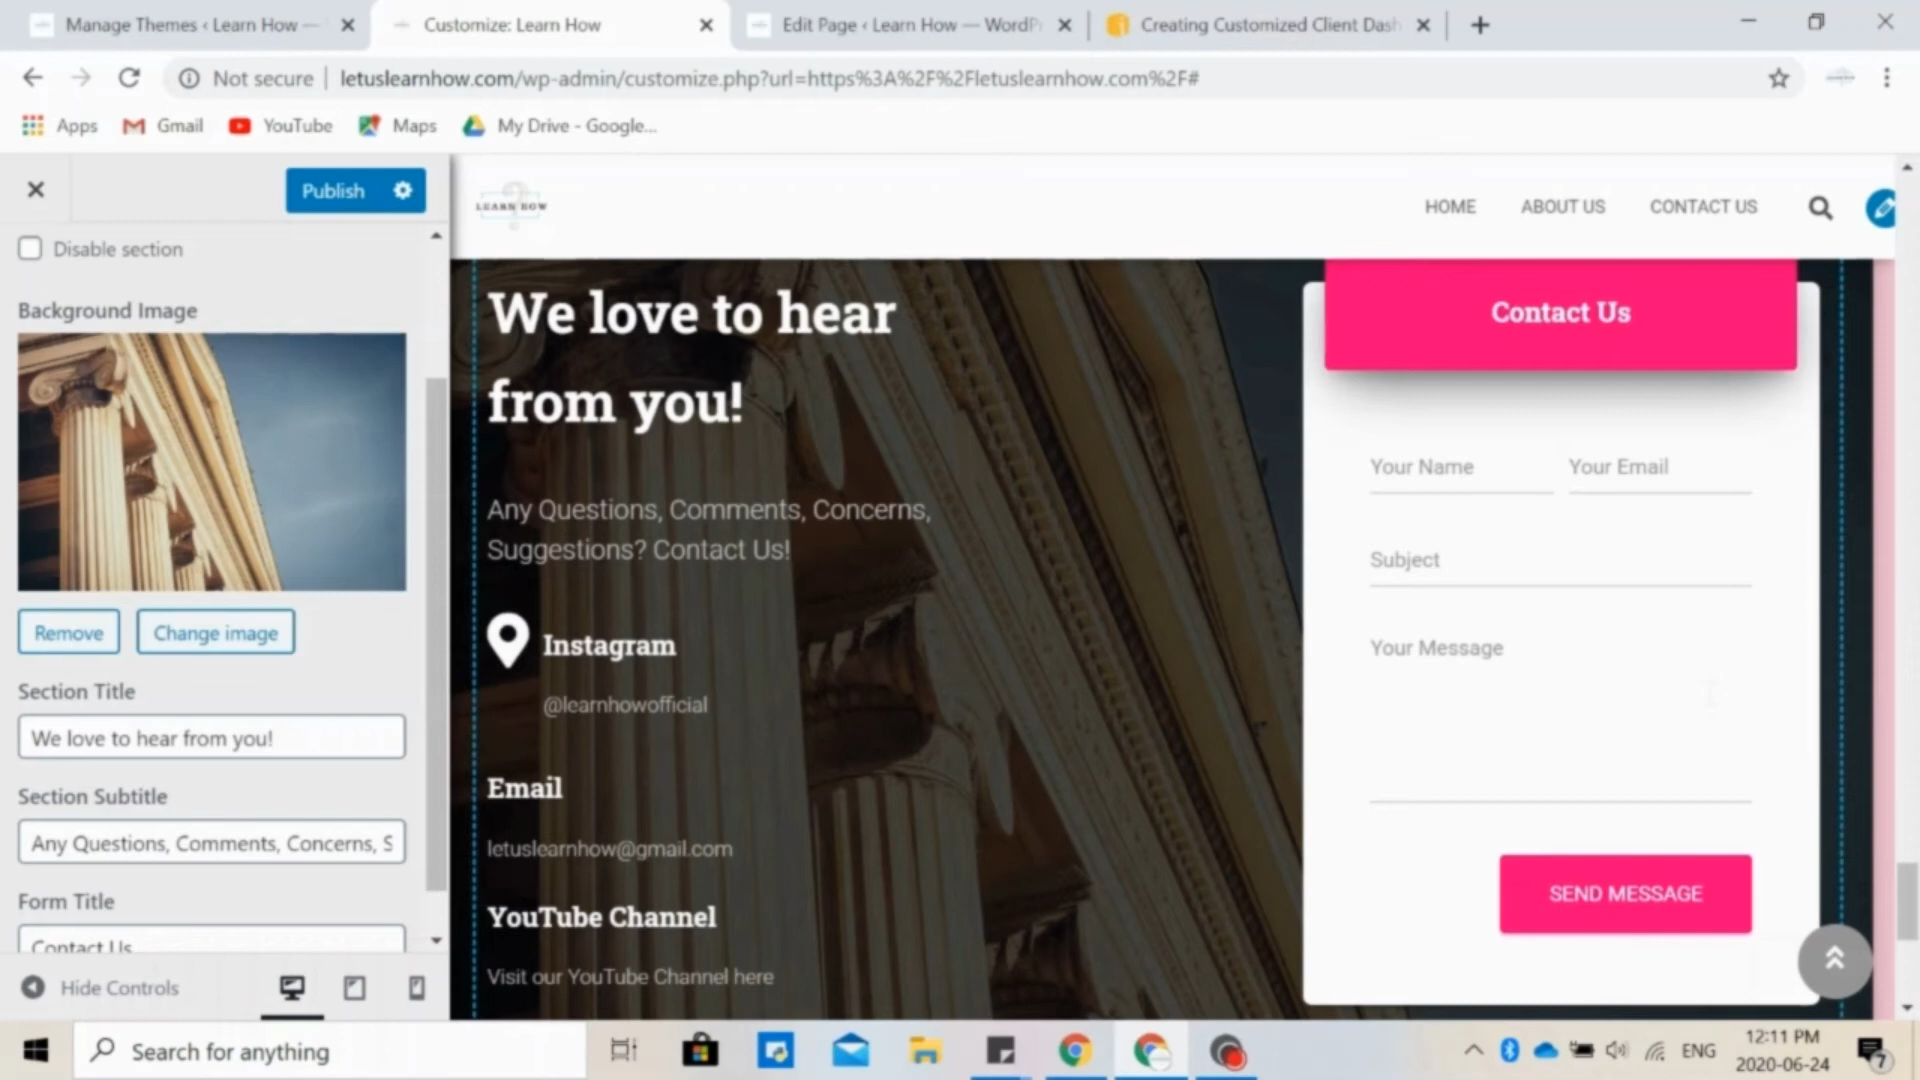 Manage Themes ‹ Learn How —
Customize: Learn How
Edit Page ‹ Learn How — WordPr
Creating Customized Client Dash
Not secure
letuslearnhow.com/wp-admin/customize.php?url=https%3A%2F%2Fletuslearnhow.com%2F#
Apps
Gmail
YouTube
Maps
My Drive - Google...
Publish
LEARN HOW
HOME
ABOUT US
CONTACT US
Disable section
Background Image
Remove
Change image
Section Title
We love to hear from you!
Section Subtitle
Any Questions, Comments, Concerns, S
Form Title
Contact Us
Hide Controls
We love to hear
from you!
Any Questions, Comments, Concerns,
Suggestions? Contact Us!
Instagram
@learnhowofficial
Email
letuslearnhow@gmail.com
YouTube Channel
Visit our YouTube Channel here
Contact Us
Your Name
Your Email
Subject
Your Message
SEND MESSAGE
Search for anything
ENG
12:11 PM
2020-06-24
7